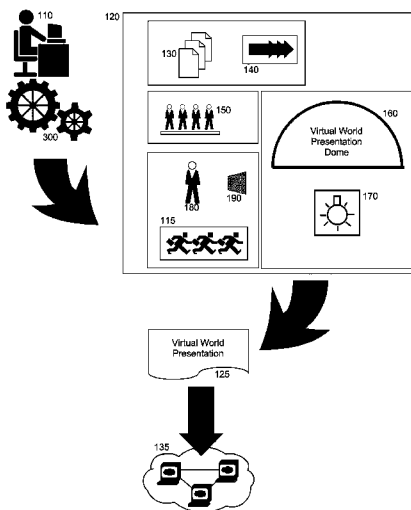 110
120
130
140
300
150
160
Virtual World
Presentation
Dome
180
190
170
115
Virtual World
Presentation
125
135